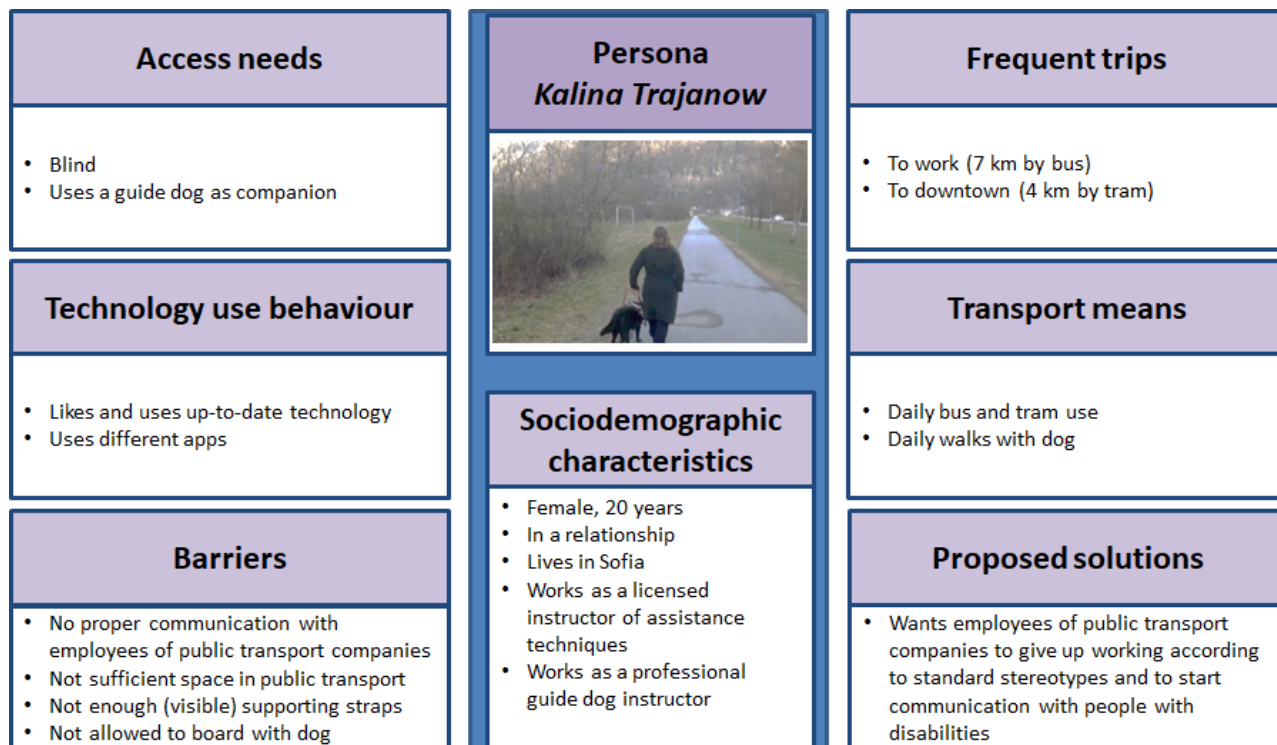 Access needs
• Blind
• Uses a guide dog as companion
Technology use behaviour
• Likes and uses up-to-date technology
• Uses different apps
Barriers
• No proper communication with
employees of public transport companies
• Not sufficient space in public transport
• Not enough (visible) supporting straps
• Not allowed to board with dog
Persona
Kalina Trajanow
Sociodemographic
characteristics
• Female, 20 years
• In a relationship
• Lives in Sofia
• Works as a licensed
instructor of assistance
techniques
• Works as a professional
guide dog instructor
Frequent trips
• To work (7 km by bus)
• To downtown (4 km by tram)
Transport means
• Daily bus and tram use
• Daily walks with dog
Proposed solutions
• Wants employees of public transport
companies to give up working according
to standard stereotypes and to start
communication with people with
disabilities